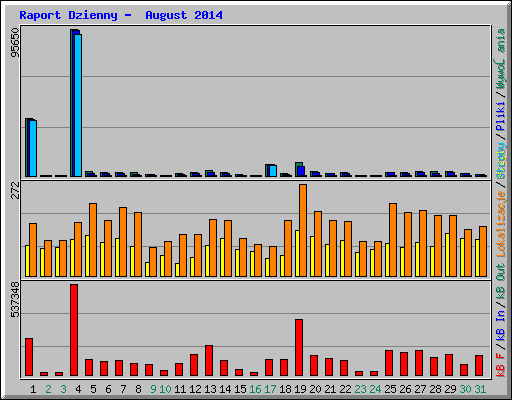 Raport Dzienny -  August 2014
95650
272
537348
kB F / kB In / kB Out Lokalizacje / Strony / Pliki /
1 2 3 4 5 6 7 8 9 10 11 12 13 14 15 16 17 18 19 20 21 22 23 24 25 26 27 28 29 30 31